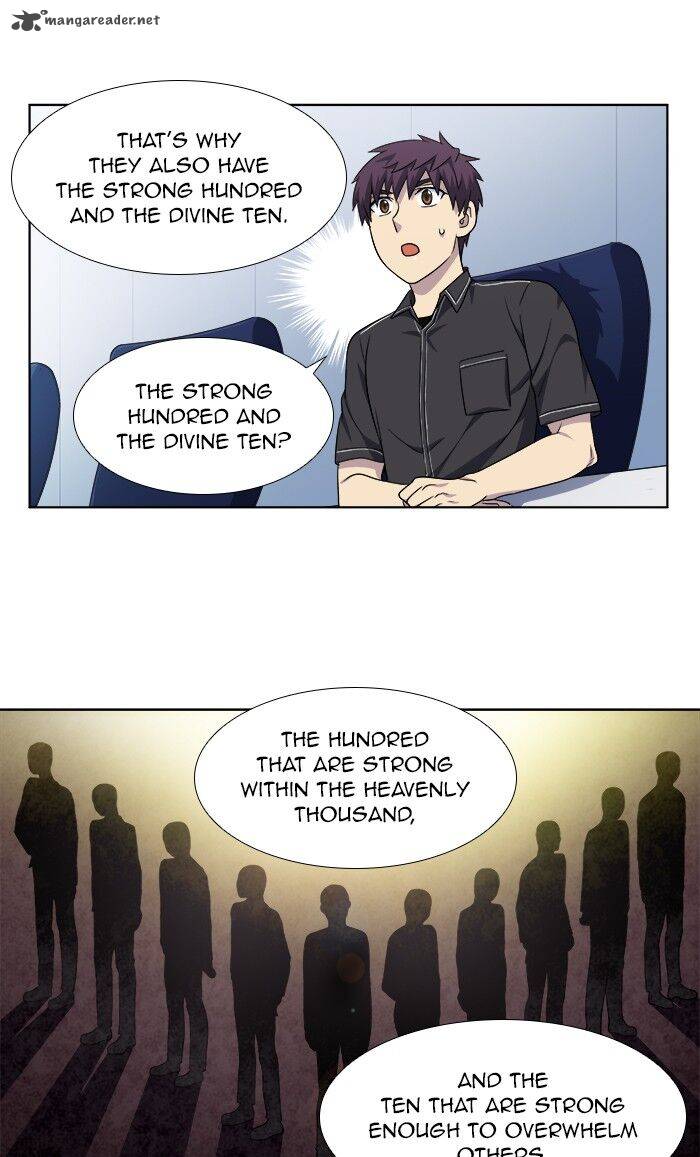 mangareader.net
THAT'S WHY
THEY ALSO HAVE
THE STRONG HUNDRED
AND THE DIVINE TEN.
THE STRONG
HUNDRED AND
THE DIVINE TEN?
THE HUNDRED
THAT ARE STRONG
WITHIN THE HEAVENLY
THOUSAND,
AND THE
TEN THAT ARE STRONG
ENOUGH TO OVERWHELM
OTHERS